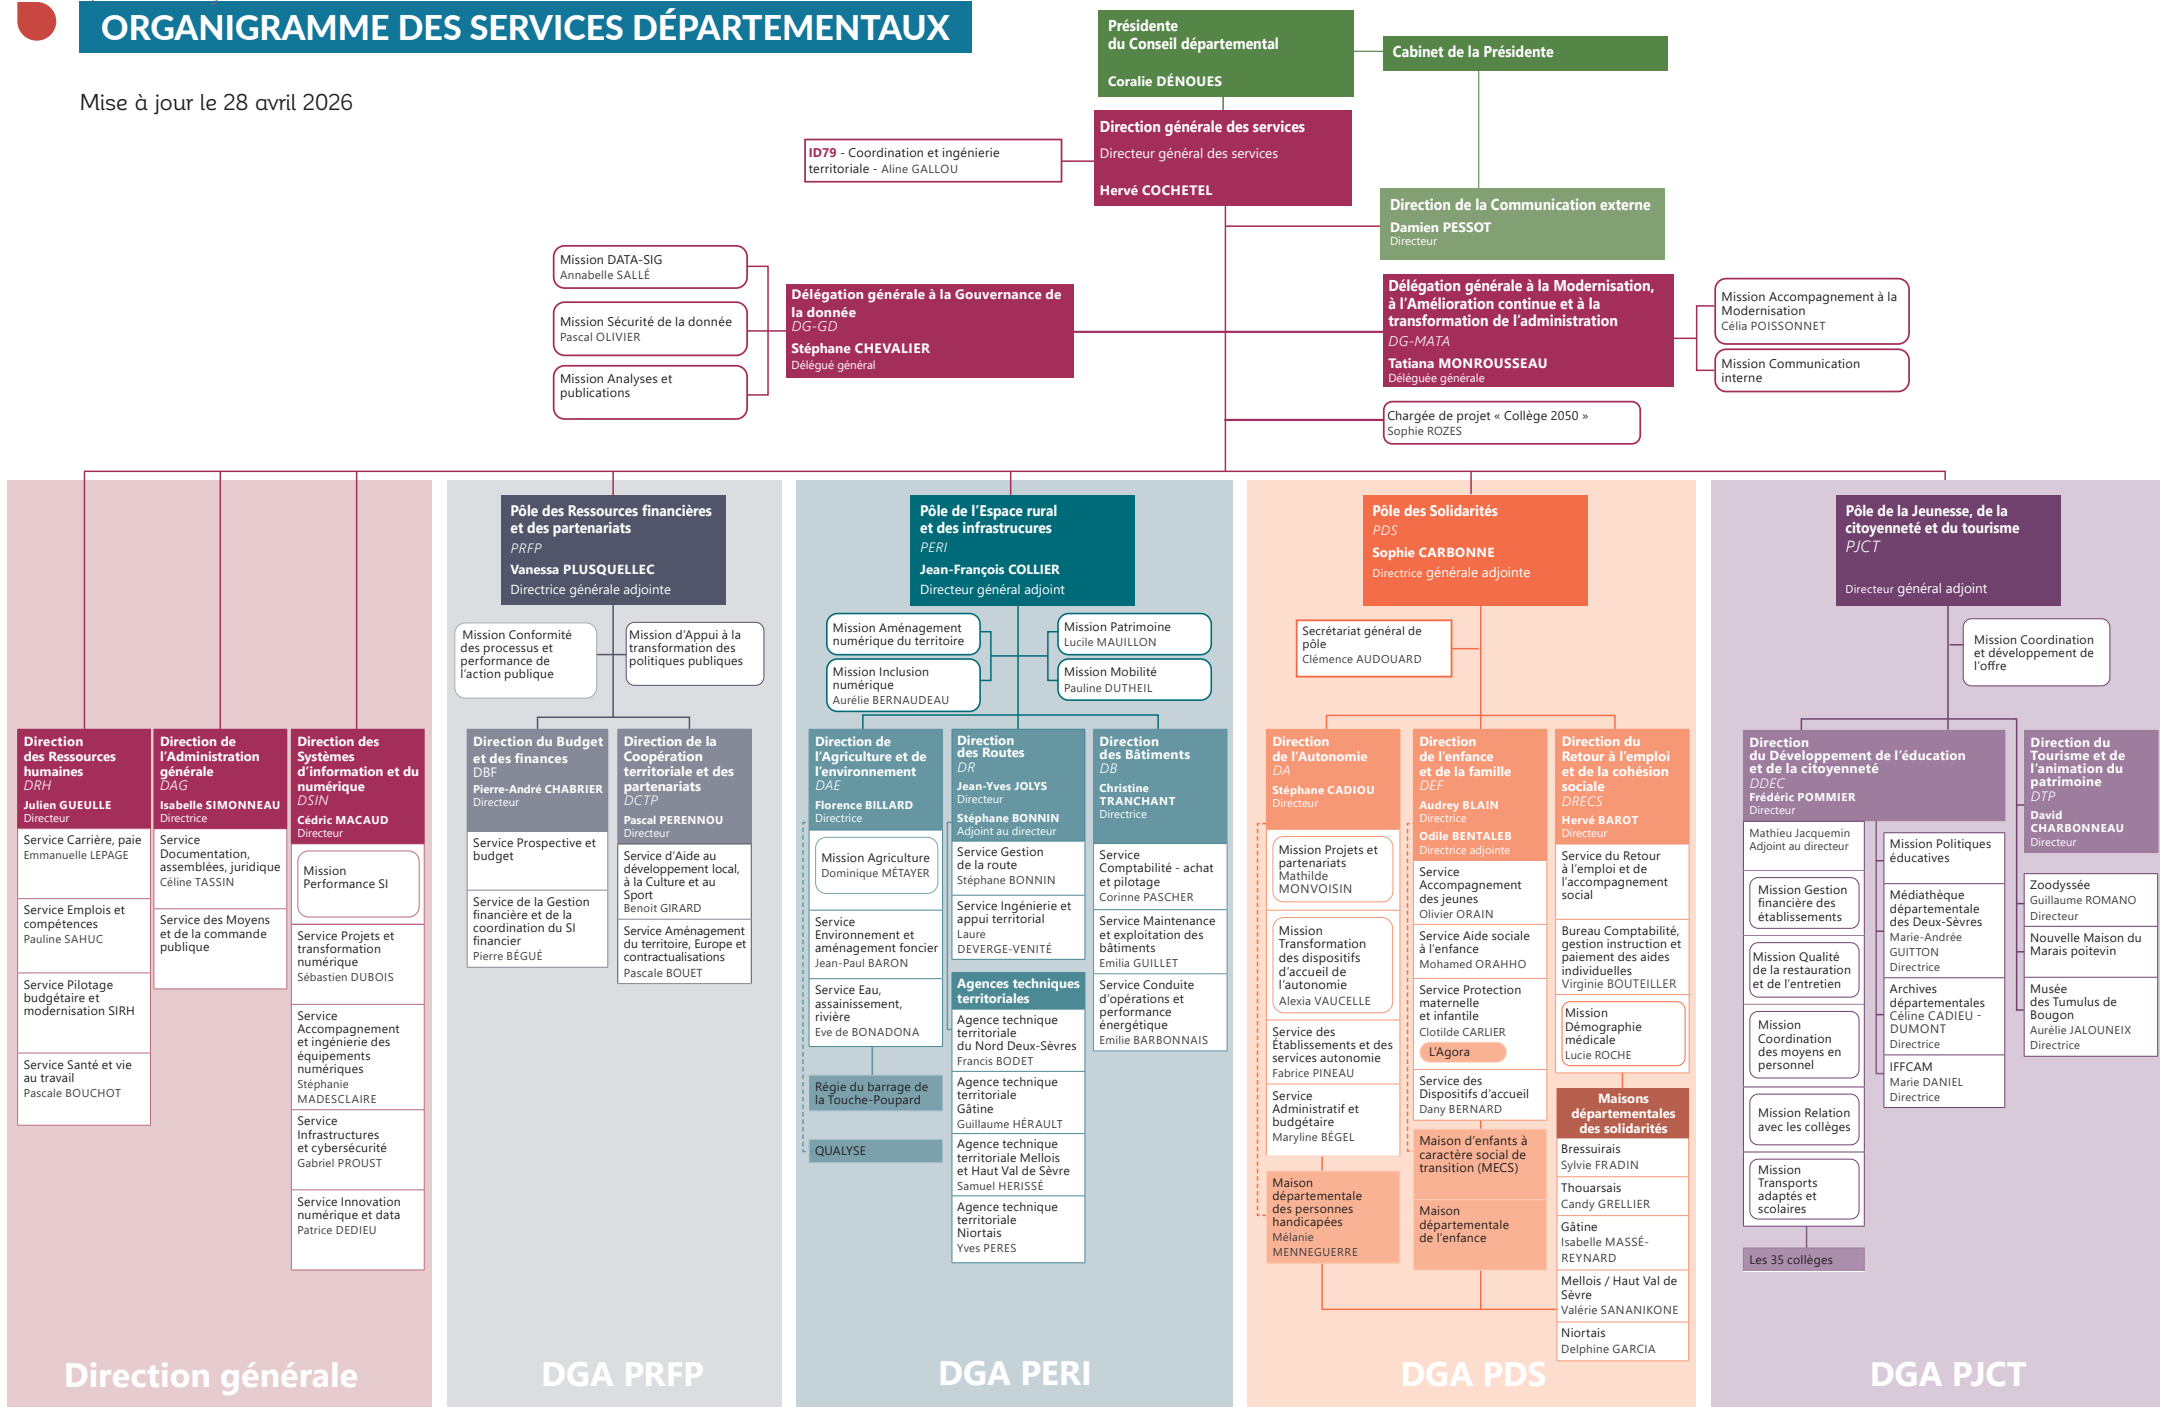 ORGANIGRAMME DES SERVICES DÉPARTEMENTAUX
Mise à jour le 28 avril 2026
Présidente
du Conseil départemental
Coralie DÉNOUES
Cabinet de la Présidente
Direction générale des services
Directeur général des services
Hervé COCHETEL
ID79 - Coordination et ingénierie
territoriale - Aline GALLOU
Direction de la Communication externe
Damien PESSOT
Directeur
Mission DATA-SIG
Annabelle SALLÉ
Mission Sécurité de la donnée
Pascal OLIVIER
Mission Analyses et
publications
Délégation générale à la Gouvernance de
la donnée
DG-GD
Stéphane CHEVALIER
Délégué général
Délégation générale à la Modernisation,
à l'Amélioration continue et à la
transformation de l'administration
DG-MATA
Tatiana MONROUSSEAU
Déléguée générale
Mission Accompagnement à la
Modernisation
Célia POISSONNET
Mission Communication
interne
Chargée de projet « Collège 2050 »
Sophie ROZES
Direction
des Ressources
humaines
DRH
Julien GUEULLE
Directeur
Service Carrière, paie
Emmanuelle LEPAGE
Service Emplois et
compétences
Pauline SAHUC
Service Pilotage
budgétaire et
modernisation SIRH
Service Santé et vie
au travail
Pascale BOUCHOT
Direction de
l'Administration
générale
DAG
Isabelle SIMONNEAU
Directrice
Service
Documentation,
assemblées, juridique
Céline TASSIN
Service des Moyens
et de la commande
publique
Direction des
Systèmes
d'information et du
numérique
DSIN
Cédric MACAUD
Directeur
Mission
Performance SI
Service Projets et
transformation
numérique
Sébastien DUBOIS
Service
Accompagnement
et ingénierie des
équipements
numériques
Stéphanie
MADESCLAIRE
Service
Infrastructures
et cybersécurité
Gabriel PROUST
Service Innovation
numérique et data
Patrice DEDIEU
Direction générale
Pôle des Ressources financières
et des partenariats
PRFP
Vanessa PLUSQUELLEC
Directrice générale adjointe
Mission Conformité
des processus et
performance de
l'action publique
Mission d'Appui à la
transformation des
politiques publiques
Direction du Budget
et des finances
DBF
Pierre-André CHABRIER
Directeur
Service Prospective et
budget
Service de la Gestion
financière et de la
coordination du SI
financier
Pierre BÉGUÉ
Direction de la
Coopération
territoriale et des
partenariats
DCTP
Pascal PERENNOU
Directeur
Service d'Aide au
développement local,
à la Culture et au
Sport
Benoit GIRARD
Service Aménagement
du territoire, Europe et
contractualisations
Pascale BOUET
DGA PRFP
Pôle de l'Espace rural
et des infrastrucures
PERI
Jean-François COLLIER
Directeur général adjoint
Mission Aménagement
numérique du territoire
Mission Inclusion
numérique
Aurélie BERNAUDEAU
Mission Patrimoine
Lucile MAUILLON
Mission Mobilité
Pauline DUTHEIL
Direction de
l'Agriculture et de
l'environnement
DAE
Florence BILLARD
Directrice
Mission Agriculture
Dominique MÉTAYER
Service
Environnement et
aménagement foncier
Jean-Paul BARON
Service Eau,
assainissement,
rivière
Eve de BONADONA
Régie du barrage de
la Touche-Poupard
QUALYSE
Direction
des Routes
DR
Jean-Yves JOLYS
Directeur
Stéphane BONNIN
Adjoint au directeur
Service Gestion
de la route
Stéphane BONNIN
Service Ingénierie et
appui territorial
Laure
DEVERGE-VENITÉ
Agences techniques
territoriales
Agence technique
territoriale
du Nord Deux-Sèvres
Francis BODET
Agence technique
territoriale
Gâtine
Guillaume HÉRAULT
Agence technique
territoriale Mellois
et Haut Val de Sèvre
Samuel HERISSÉ
Agence technique
territoriale
Niortais
Yves PERES
Direction
des Bâtiments
DB
Christine
TRANCHANT
Directrice
Service
Comptabilité - achat
et pilotage
Corinne PASCHER
Service Maintenance
et exploitation des
bâtiments
Emilia GUILLET
Service Conduite
d'opérations et
performance
énergétique
Emilie BARBONNAIS
DGA PERI
Pôle des Solidarités
PDS
Sophie CARBONNE
Directrice générale adjointe
Secrétariat général de
pôle
Clémence AUDOUARD
Direction
de l'Autonomie
DA
Stéphane CADIOU
Directeur
Mission Projets et
partenariats
Mathilde
MONVOISIN
Mission
Transformation
des dispositifs
d'accueil de
l'autonomie
Alexia VAUCELLE
Service des
Établissements et des
services autonomie
Fabrice PINEAU
Service
Administratif et
budgétaire
Maryline BÉGEL
Maison
départementale
des personnes
handicapées
Mélanie
MENNEGUERRE
Direction
de l'enfance
et de la famille
DEF
Audrey BLAIN
Directrice
Odile BENTALEB
Directrice adjointe
Service
Accompagnement
des jeunes
Olivier ORAIN
Service Aide sociale
à l'enfance
Mohamed ORAHHO
Service Protection
maternelle
et infantile
Clotilde CARLIER
L'Agora
Service des
Dispositifs d'accueil
Dany BERNARD
Maison d'enfants à
caractère social de
transition (MECS)
Maison
départementale
de l'enfance
Direction du
Retour à l'emploi
et de la cohésion
sociale
DRECS
Hervé BAROT
Directeur
Service du Retour
à l'emploi et de
l'accompagnement
social
Bureau Comptabilité,
gestion instruction et
paiement des aides
individuelles
Virginie BOUTEILLER
Mission
Démographie
médicale
Lucie ROCHE
Maisons
départementales
des solidarités
Bressuirais
Sylvie FRADIN
Thouarsais
Candy GRELLIER
Gâtine
Isabelle MASSÉ-
REYNARD
Mellois / Haut Val de
Sèvre
Valérie SANANIKONE
Niortais
Delphine GARCIA
DGA PDS
Pôle de la Jeunesse, de la
citoyenneté et du tourisme
PJCT
Directeur général adjoint
Mission Coordination
et développement de
l'offre
Direction
du Développement de l'éducation
et de la citoyenneté
DDEC
Frédéric POMMIER
Directeur
Mathieu Jacquemin
Adjoint au directeur
Mission Gestion
financière des
établissements
Mission Qualité
de la restauration
et de l'entretien
Mission
Coordination
des moyens en
personnel
Mission Relation
avec les collèges
Mission
Transports
adaptés et
scolaires
Les 35 collèges
Mission Politiques
éducatives
Médiathèque
départementale
des Deux-Sèvres
Marie-Andrée
GUITTON
Directrice
Archives
départementales
Céline CADIEU -
DUMONT
Directrice
IFFCAM
Marie DANIEL
Directrice
Direction du
Tourisme et de
l'animation du
patrimoine
DTP
David
CHARBONNEAU
Directeur
Zoodyssée
Guillaume ROMANO
Directeur
Nouvelle Maison du
Marais poitevin
Musée
des Tumulus de
Bougon
Aurélie JALOUNEIX
Directrice
DGA PJCT